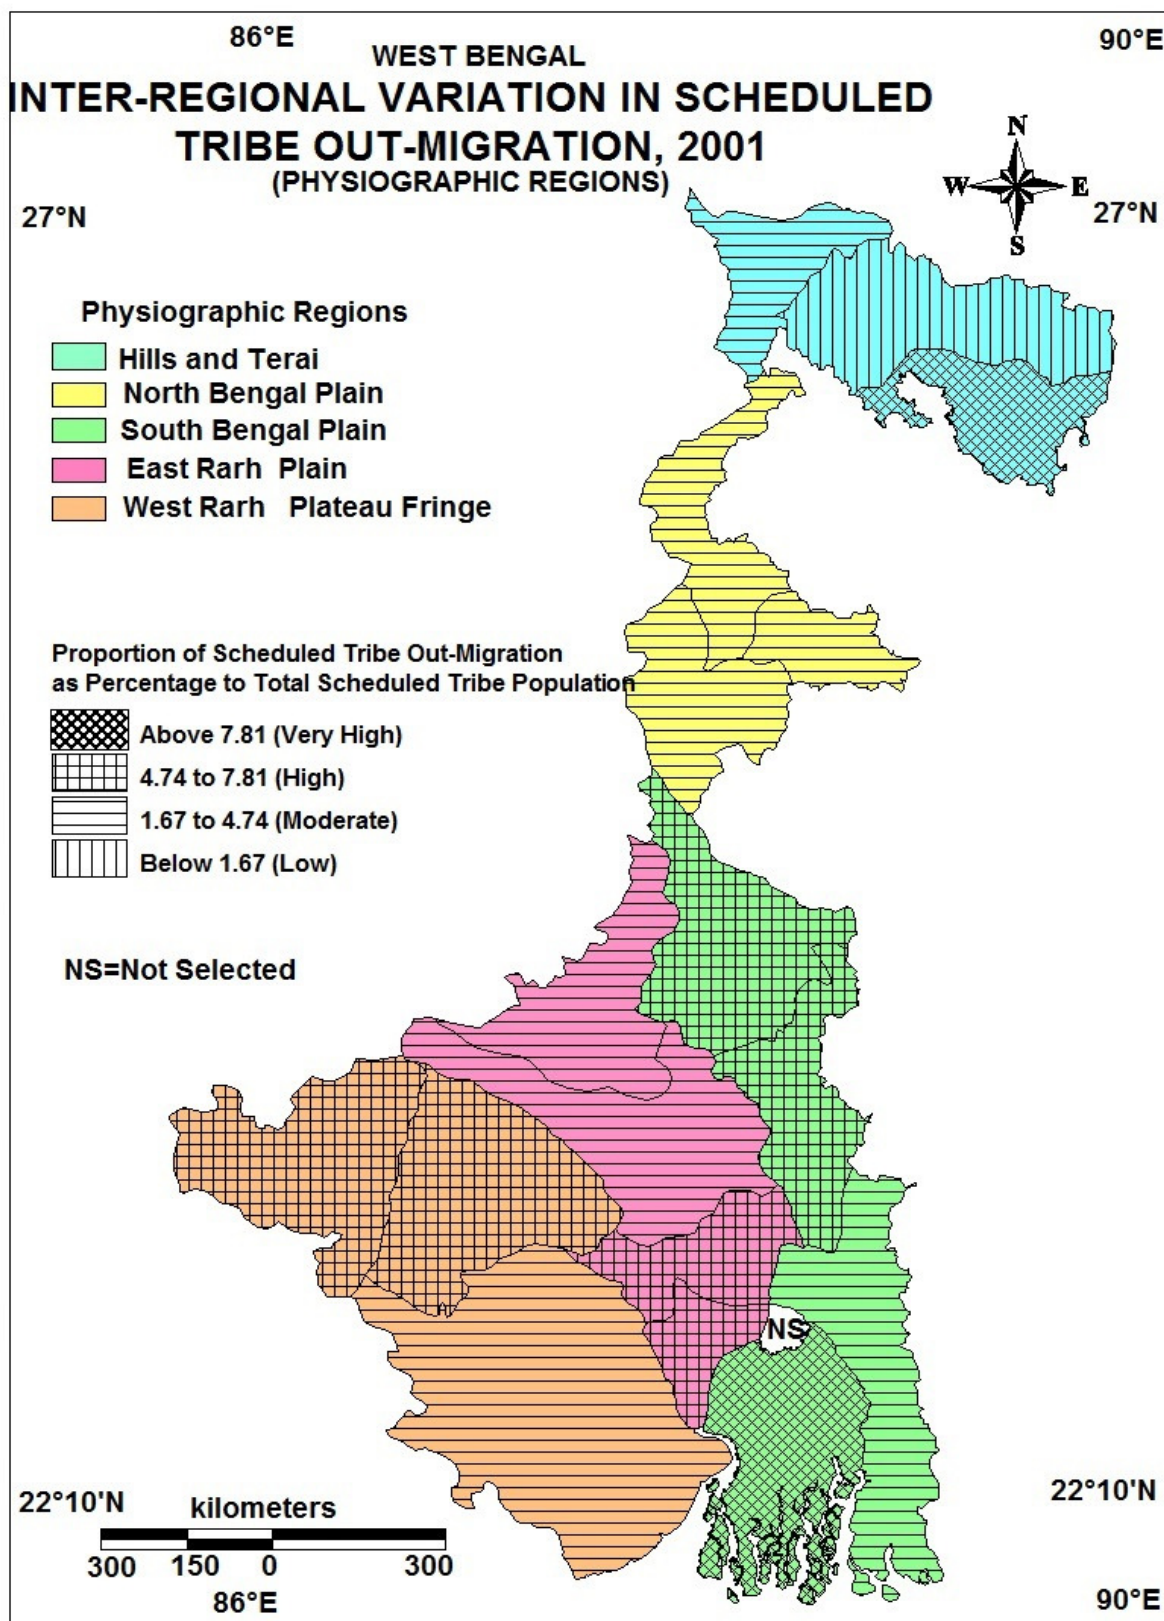 86°E
90°E
WEST BENGAL
INTER-REGIONAL VARIATION IN SCHEDULED
TRIBE OUT-MIGRATION, 2001
(PHYSIOGRAPHIC REGIONS)
N
W E
S
27°N
27°N
Physiographic Regions
Hills and Terai
North Bengal Plain
South Bengal Plain
East Rarh Plain
West Rarh Plateau Fringe
Proportion of Scheduled Tribe Out-Migration
as Percentage to Total Scheduled Tribe Population
Above 7.81 (Very High)
4.74 to 7.81 (High)
1.67 to 4.74 (Moderate)
Below 1.67 (Low)
NS=Not Selected
NS
22°10'N
22°10'N
kilometers
300 150 0 300
86°E
90°E